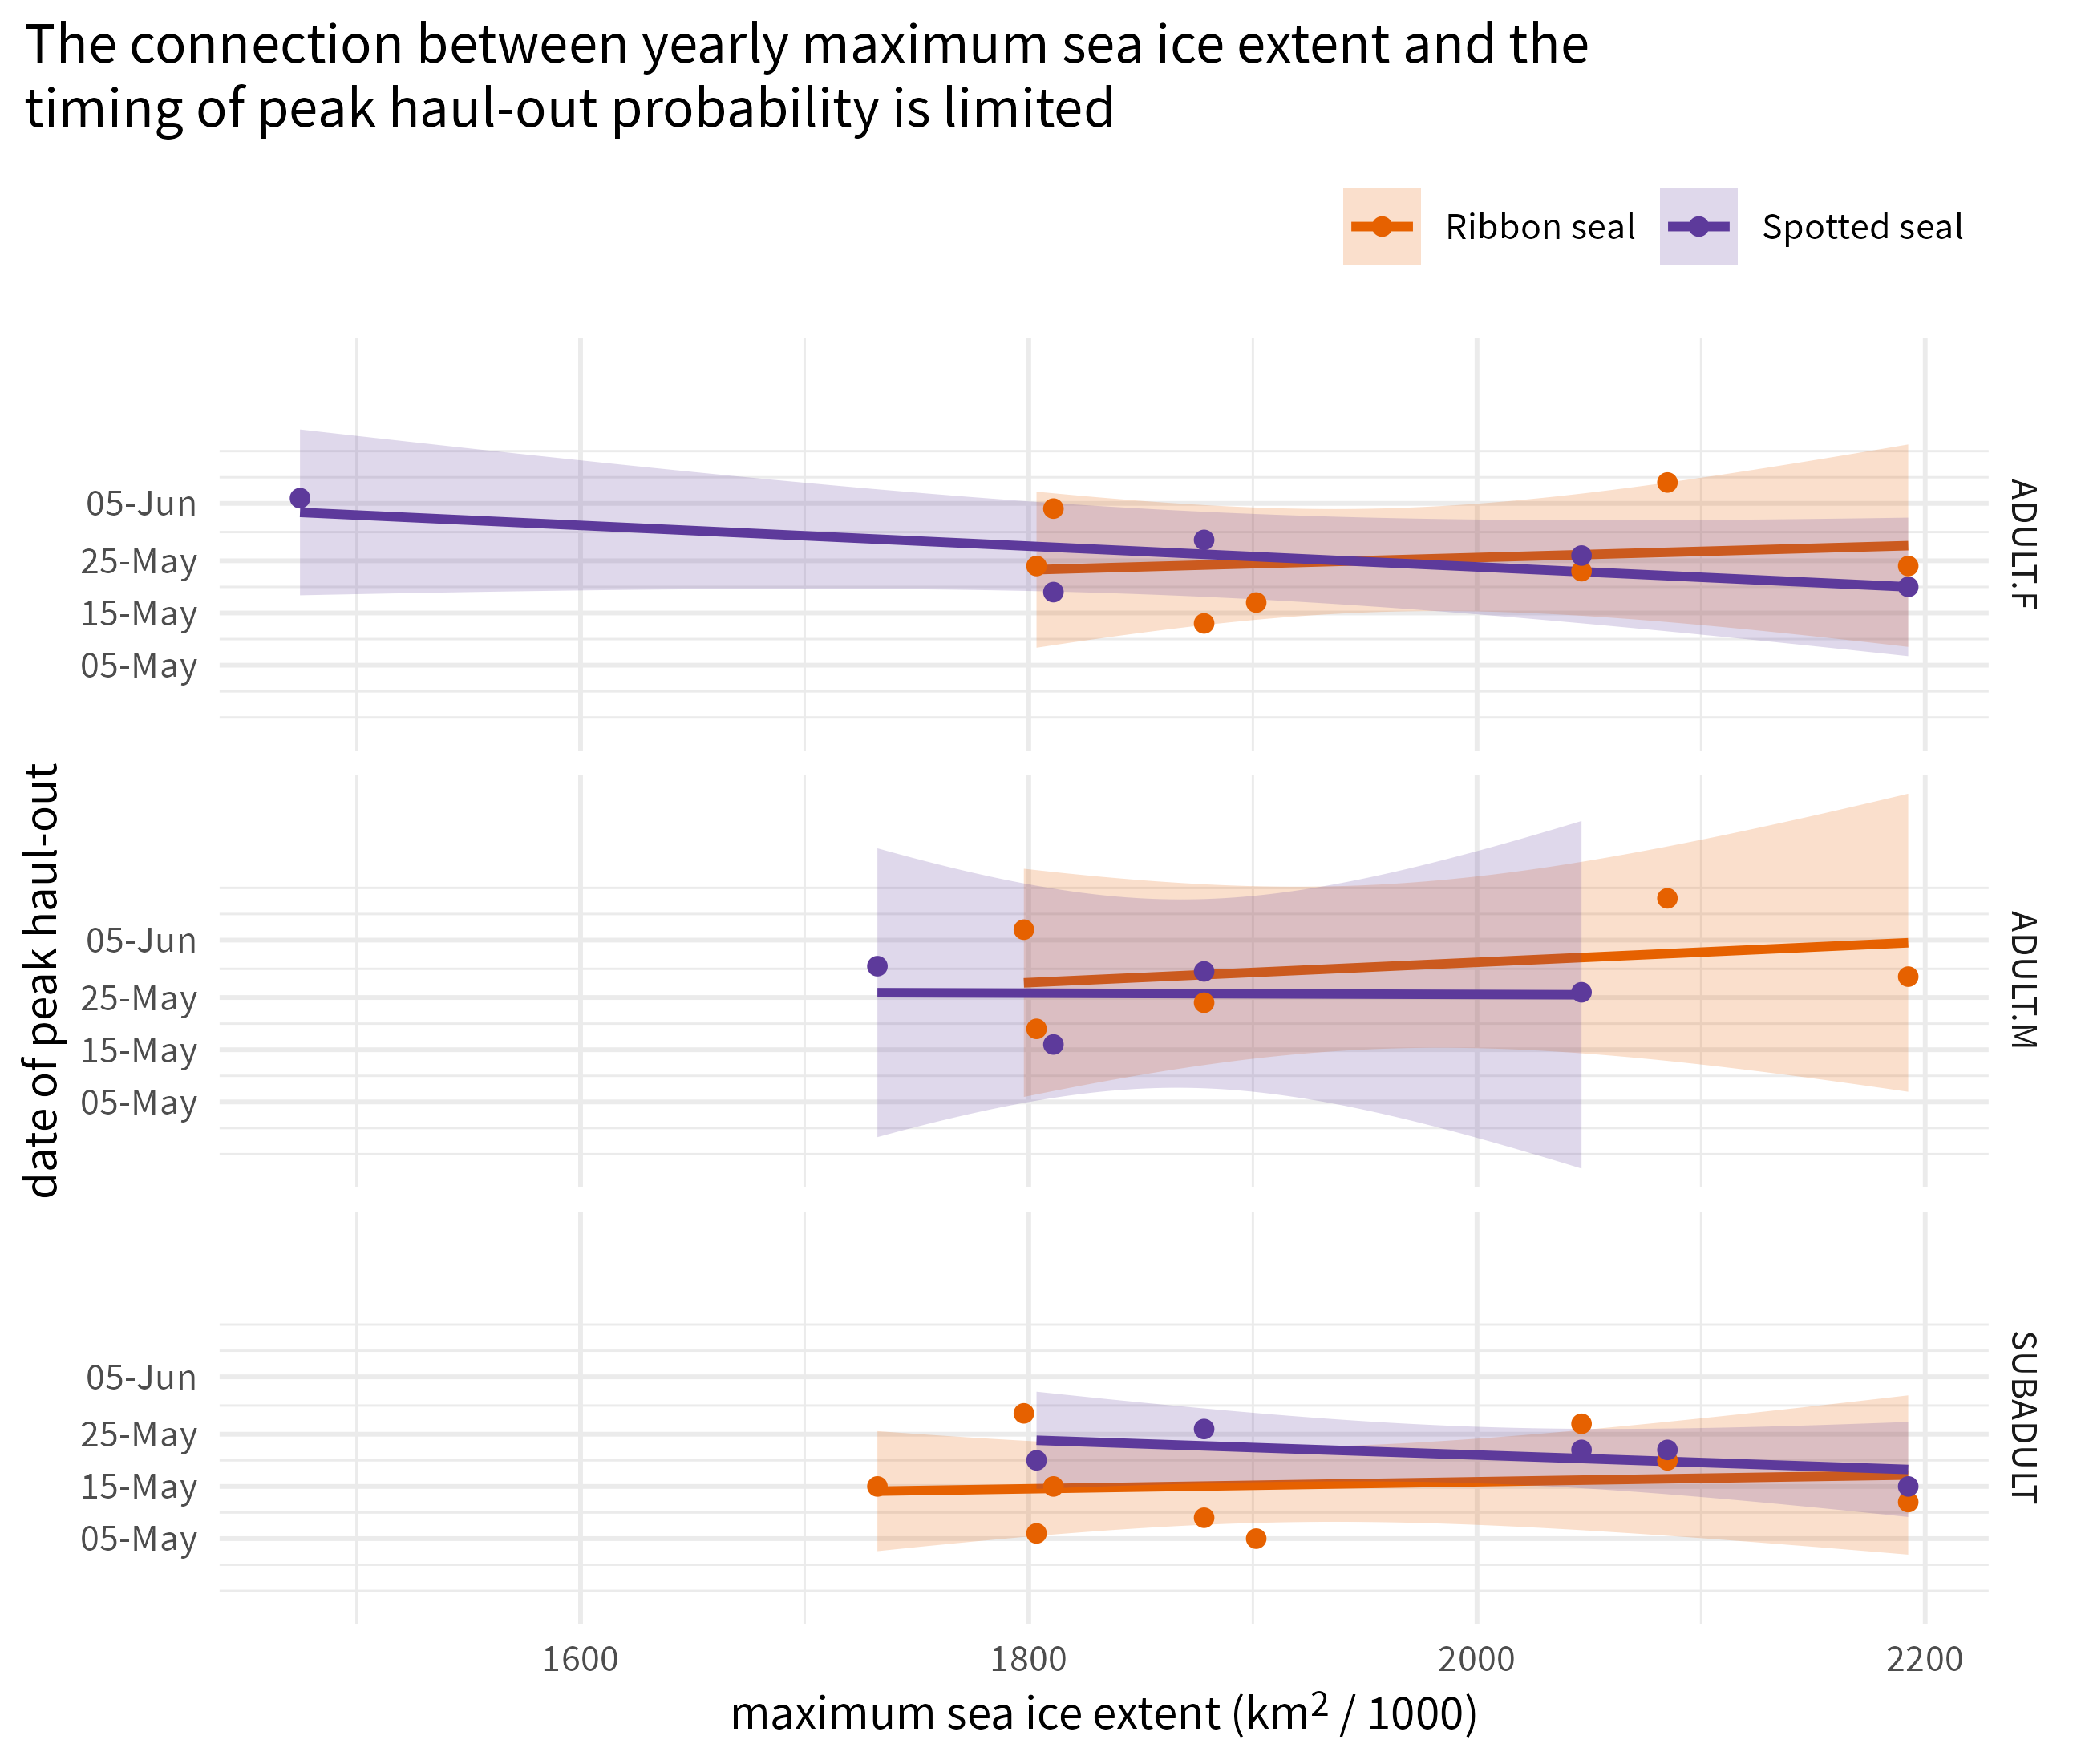 The connection between yearly maximum sea ice extent and the
timing of peak haul-out probability is limited
Ribbon seal
Spotted seal
date of peak haul-out
05-Jun
25-May
15-May
05-May
ADULT.F
05-Jun
25-May
15-May
05-May
ADULT.M
05-Jun
25-May
15-May
05-May
SUBADULT
1600 1800 2000 2200
maximum sea ice extent (km² / 1000)